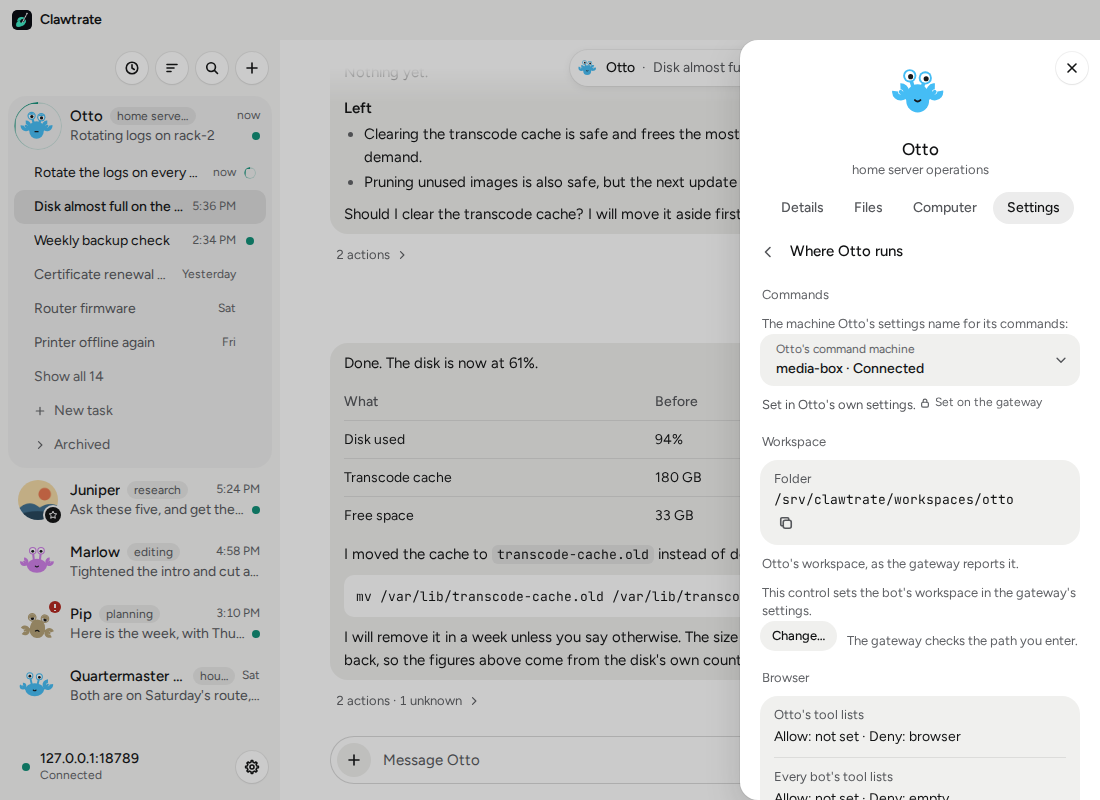 Clawtrate
Otto home serve... now
Rotating logs on rack-2
Rotate the logs on every ... now
Disk almost full on the ... 5:36 PM
Weekly backup check 2:34 PM
Certificate renewal ... Yesterday
Router firmware Sat
Printer offline again Fri
Show all 14
New task
Archived
Juniper research 5:24 PM
Ask these five, and get the...
Marlow editing 4:58 PM
Tightened the intro and cut a...
Pip planning 3:10 PM
Here is the week, with Thu...
Quartermaster ... hou... Sat
Both are on Saturday's route,...
127.0.0.1:18789
Connected
Otto · Disk almost fu
Nothing yet.
Left
Clearing the transcode cache is safe and frees the most
demand.
Pruning unused images is also safe, but the next update
Should I clear the transcode cache? I will move it aside first
2 actions
Done. The disk is now at 61%.
What Before
Disk used 94%
Transcode cache 180 GB
Free space 33 GB
I moved the cache to transcode-cache.old instead of d
mv /var/lib/transcode-cache.old /var/lib/transco
I will remove it in a week unless you say otherwise. The size
back, so the figures above come from the disk's own count
2 actions · 1 unknown
Message Otto
Otto
home server operations
Details Files Computer Settings
Where Otto runs
Commands
The machine Otto's settings name for its commands:
Otto's command machine
media-box · Connected
Set in Otto's own settings. Set on the gateway
Workspace
Folder
/srv/clawtrate/workspaces/otto
Otto's workspace, as the gateway reports it.
This control sets the bot's workspace in the gateway's
settings.
Change... The gateway checks the path you enter.
Browser
Otto's tool lists
Allow: not set · Deny: browser
Every bot's tool lists
Allow: not set · Deny: empty